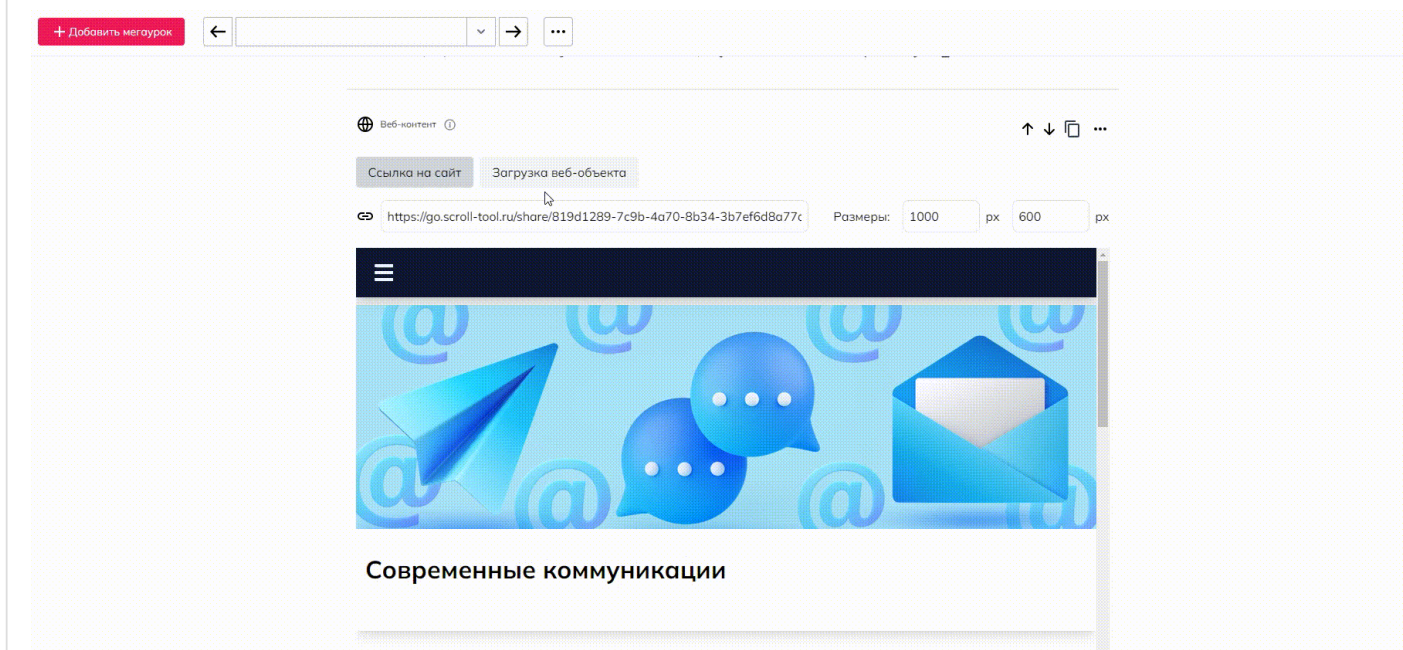 + Добавить мегаурок
Веб-контент
Ссылка на сайт Загрузка веб-объекта
https://go.scroll-tool.ru/share/819d1289-7c9b-4a70-8b34-3b7ef6d8a77c Размеры: 1000 px 600 px
Современные коммуникации